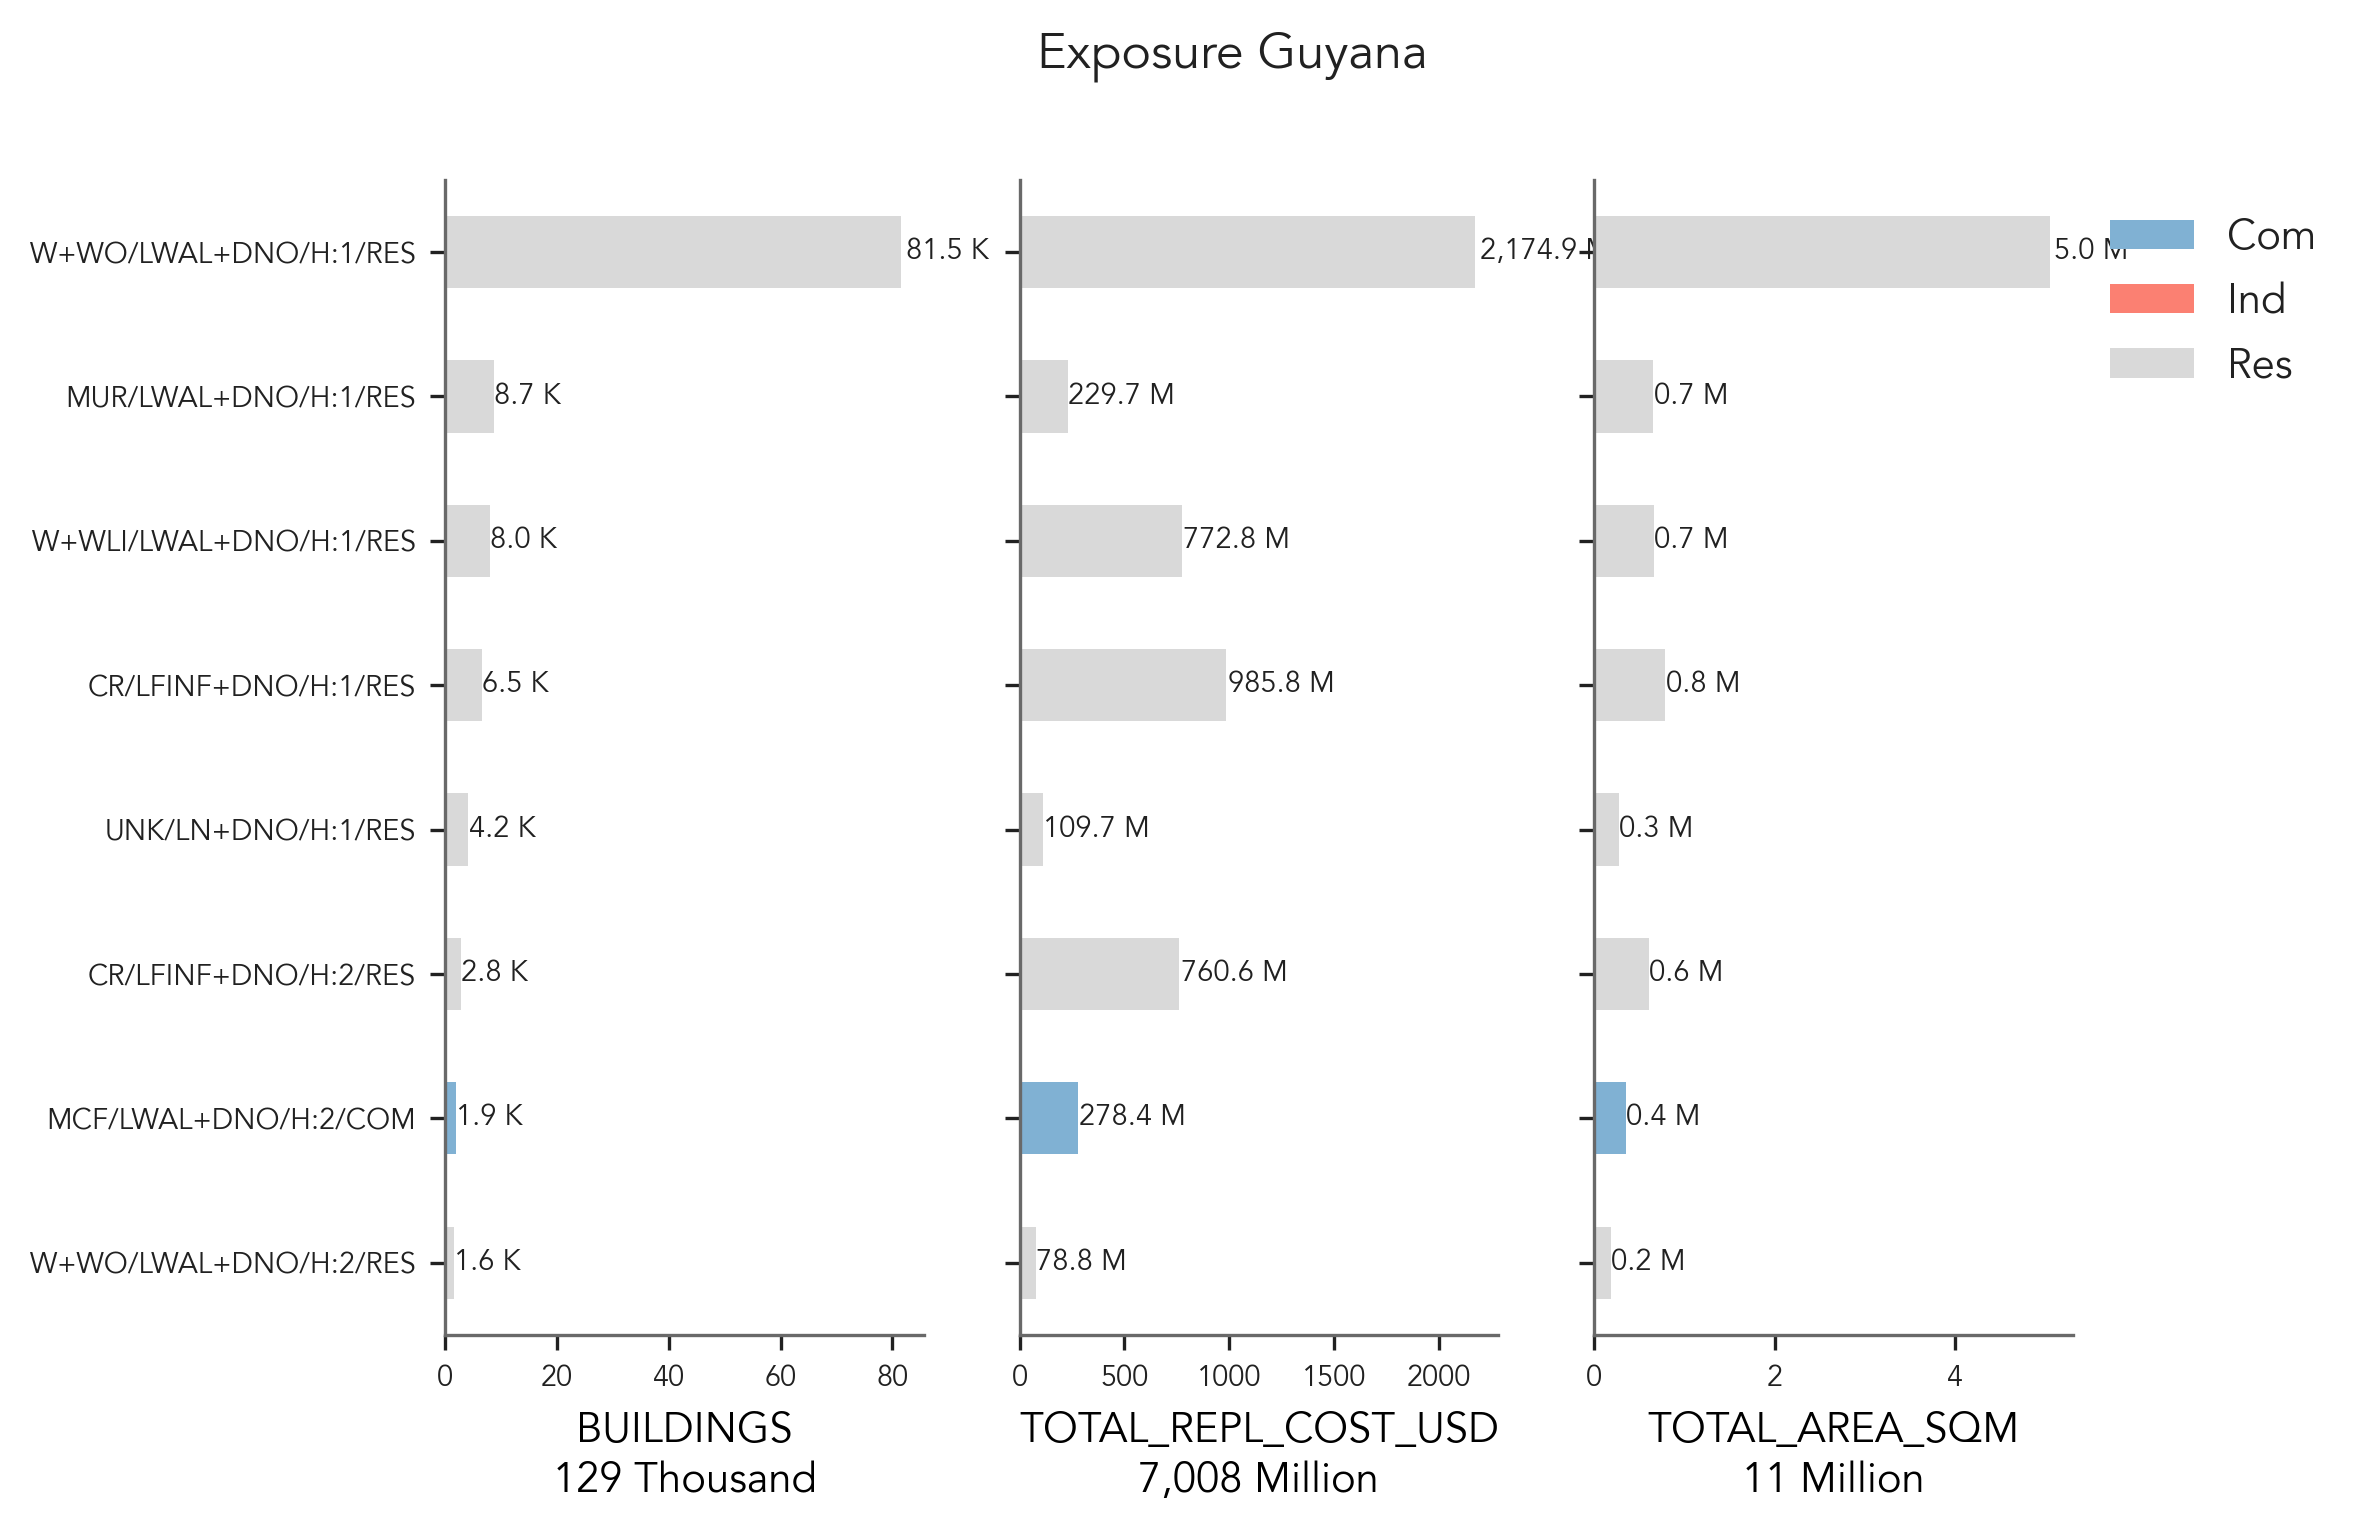 Exposure Guyana
W+WO/LWAL+DNO/H:1/RES
81.5 K
2,174.9 M
5.0 M
MUR/LWAL+DNO/H:1/RES
8.7 K
229.7 M
0.7 M
W+WLI/LWAL+DNO/H:1/RES
8.0 K
772.8 M
0.7 M
CR/LFINF+DNO/H:1/RES
6.5 K
985.8 M
0.8 M
UNK/LN+DNO/H:1/RES
4.2 K
109.7 M
0.3 M
CR/LFINF+DNO/H:2/RES
2.8 K
760.6 M
0.6 M
MCF/LWAL+DNO/H:2/COM
1.9 K
278.4 M
0.4 M
W+WO/LWAL+DNO/H:2/RES
1.6 K
78.8 M
0.2 M
Com
Ind
Res
0 20 40 60 80
BUILDINGS
129 Thousand
0 500 1000 1500 2000
TOTAL_REPL_COST_USD
7,008 Million
0 2 4
TOTAL_AREA_SQM
11 Million